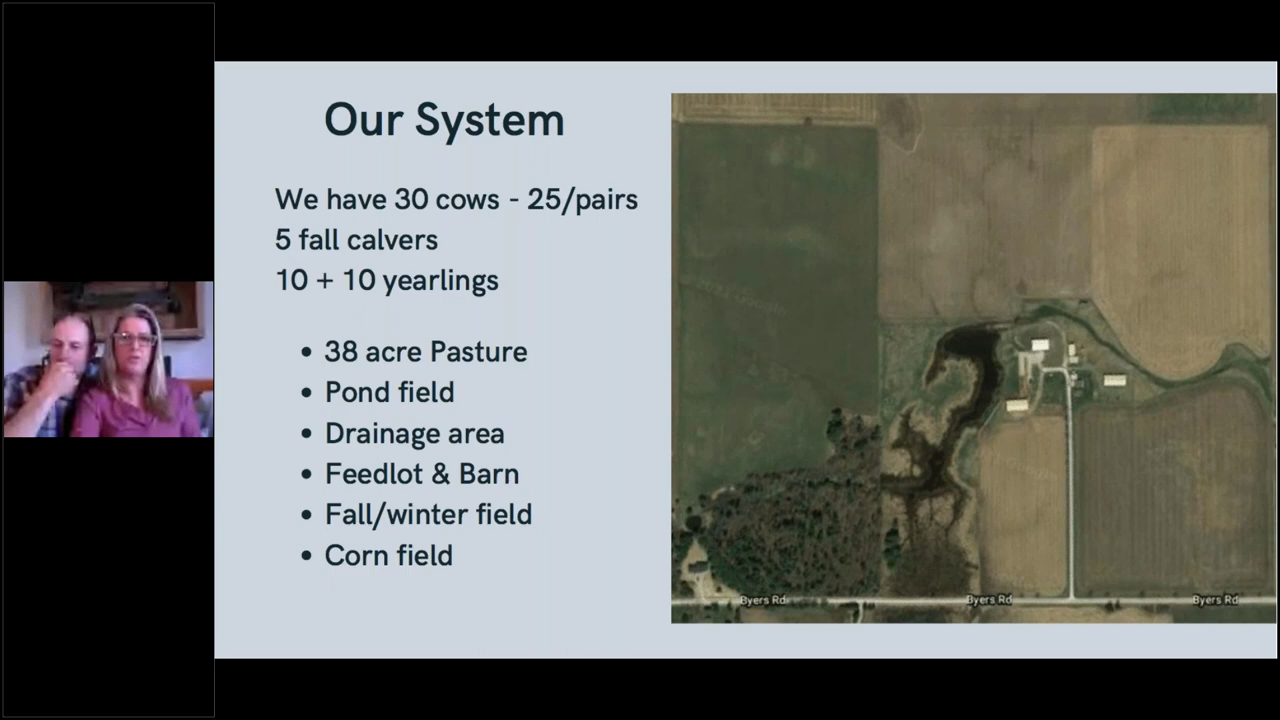 Our System
We have 30 cows - 25/pairs
5 fall calvers
10 + 10 yearlings
• 38 acre Pasture
• Pond field
• Drainage area
• Feedlot & Barn
• Fall/winter field
• Corn field
Byers Rd
Byers Rd
Byers Rd